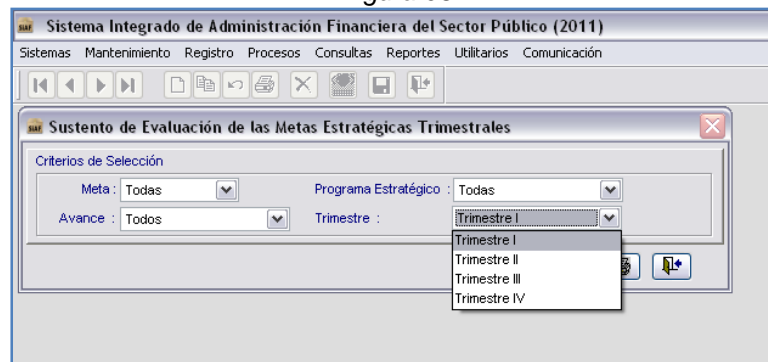 Sistema Integrado de Administración Financiera del Sector Público (2011)
Sistemas Mantenimiento Registro Procesos Consultas Reportes Utilitarios Comunicación
SIAF Sustento de Evaluación de las Metas Estratégicas Trimestrales
Criterios de Selección
Meta : Todas Programa Estratégico : Todas
Avance : Todos Trimestre : Trimestre I
Trimestre I
Trimestre II
Trimestre III
Trimestre IV